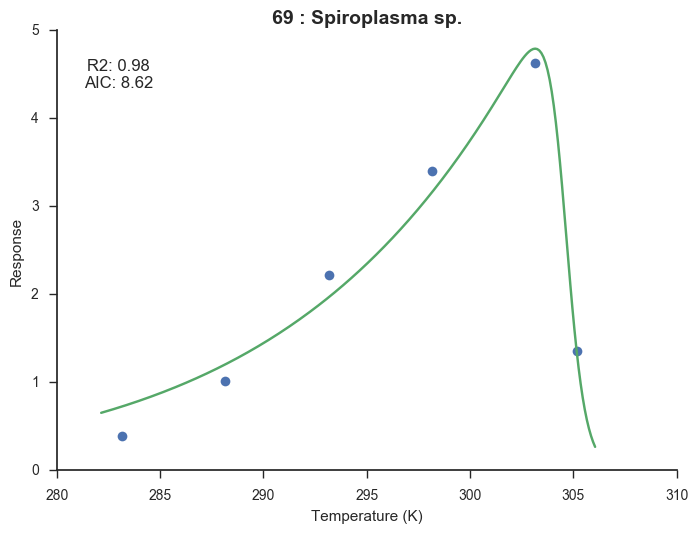 69 : Spiroplasma sp.
R2: 0.98
AIC: 8.62
5
4
3
2
1
0
Response
280 285 290 295 300 305 310
Temperature (K)